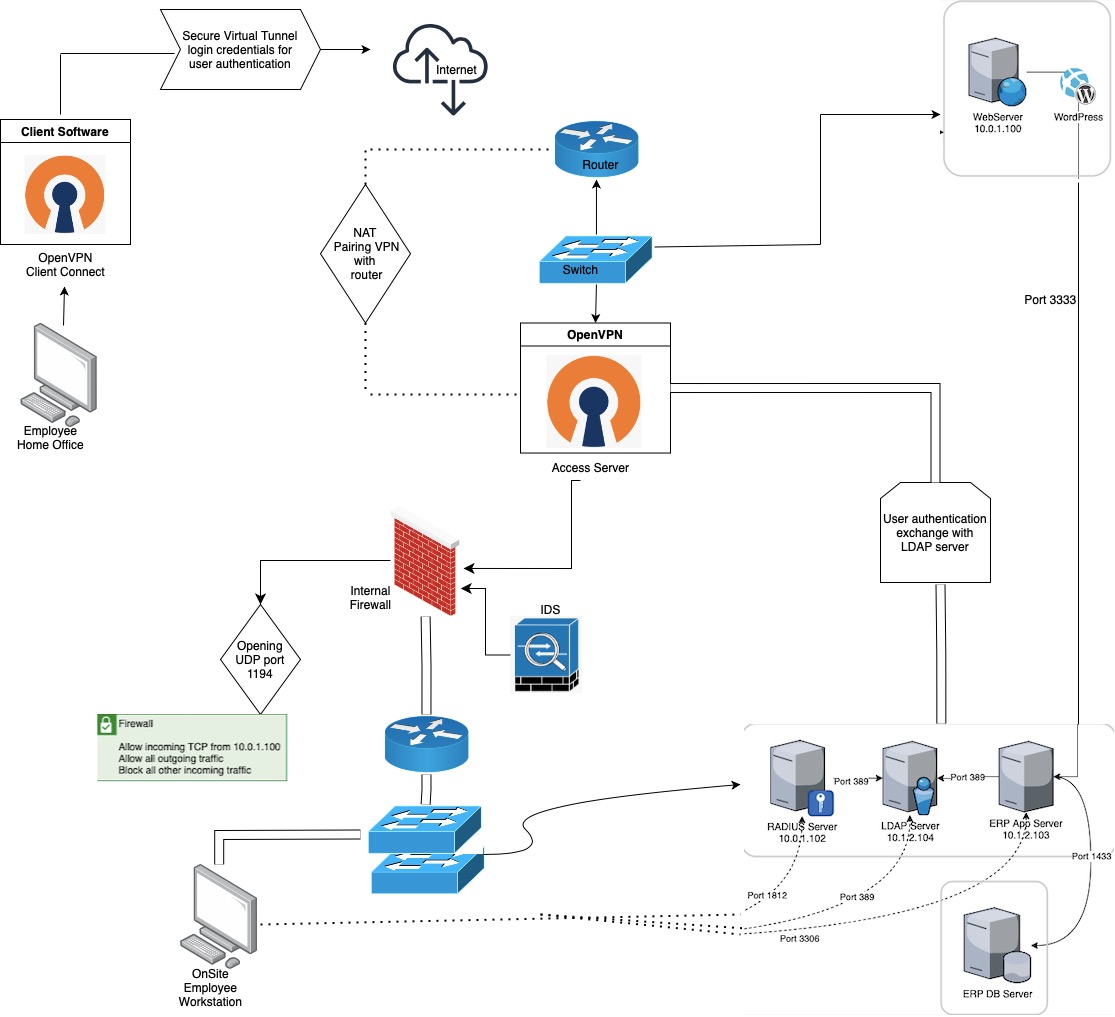 Secure Virtual Tunnel
login credentials for
user authentication
Internet
WebServer
10.0.1.100
WordPress
Client Software
OpenVPN
Client Connect
Router
NAT
Pairing VPN
with
router
Switch
Port 3333
OpenVPN
Access Server
Employee
Home Office
User authentication
exchange with
LDAP server
Internal
Firewall
IDS
Opening
UDP port
1194
Firewall
Allow incoming TCP from 10.0.1.100
Allow all outgoing traffic
Block all other incoming traffic
Port 389
Port 389
RADIUS Server
10.0.1.102
LDAP Server
10.1.2.104
ERP App Server
10.1.2.103
Port 1433
Port 1812
Port 389
Port 3306
OnSite
Employee
Workstation
ERP DB Server